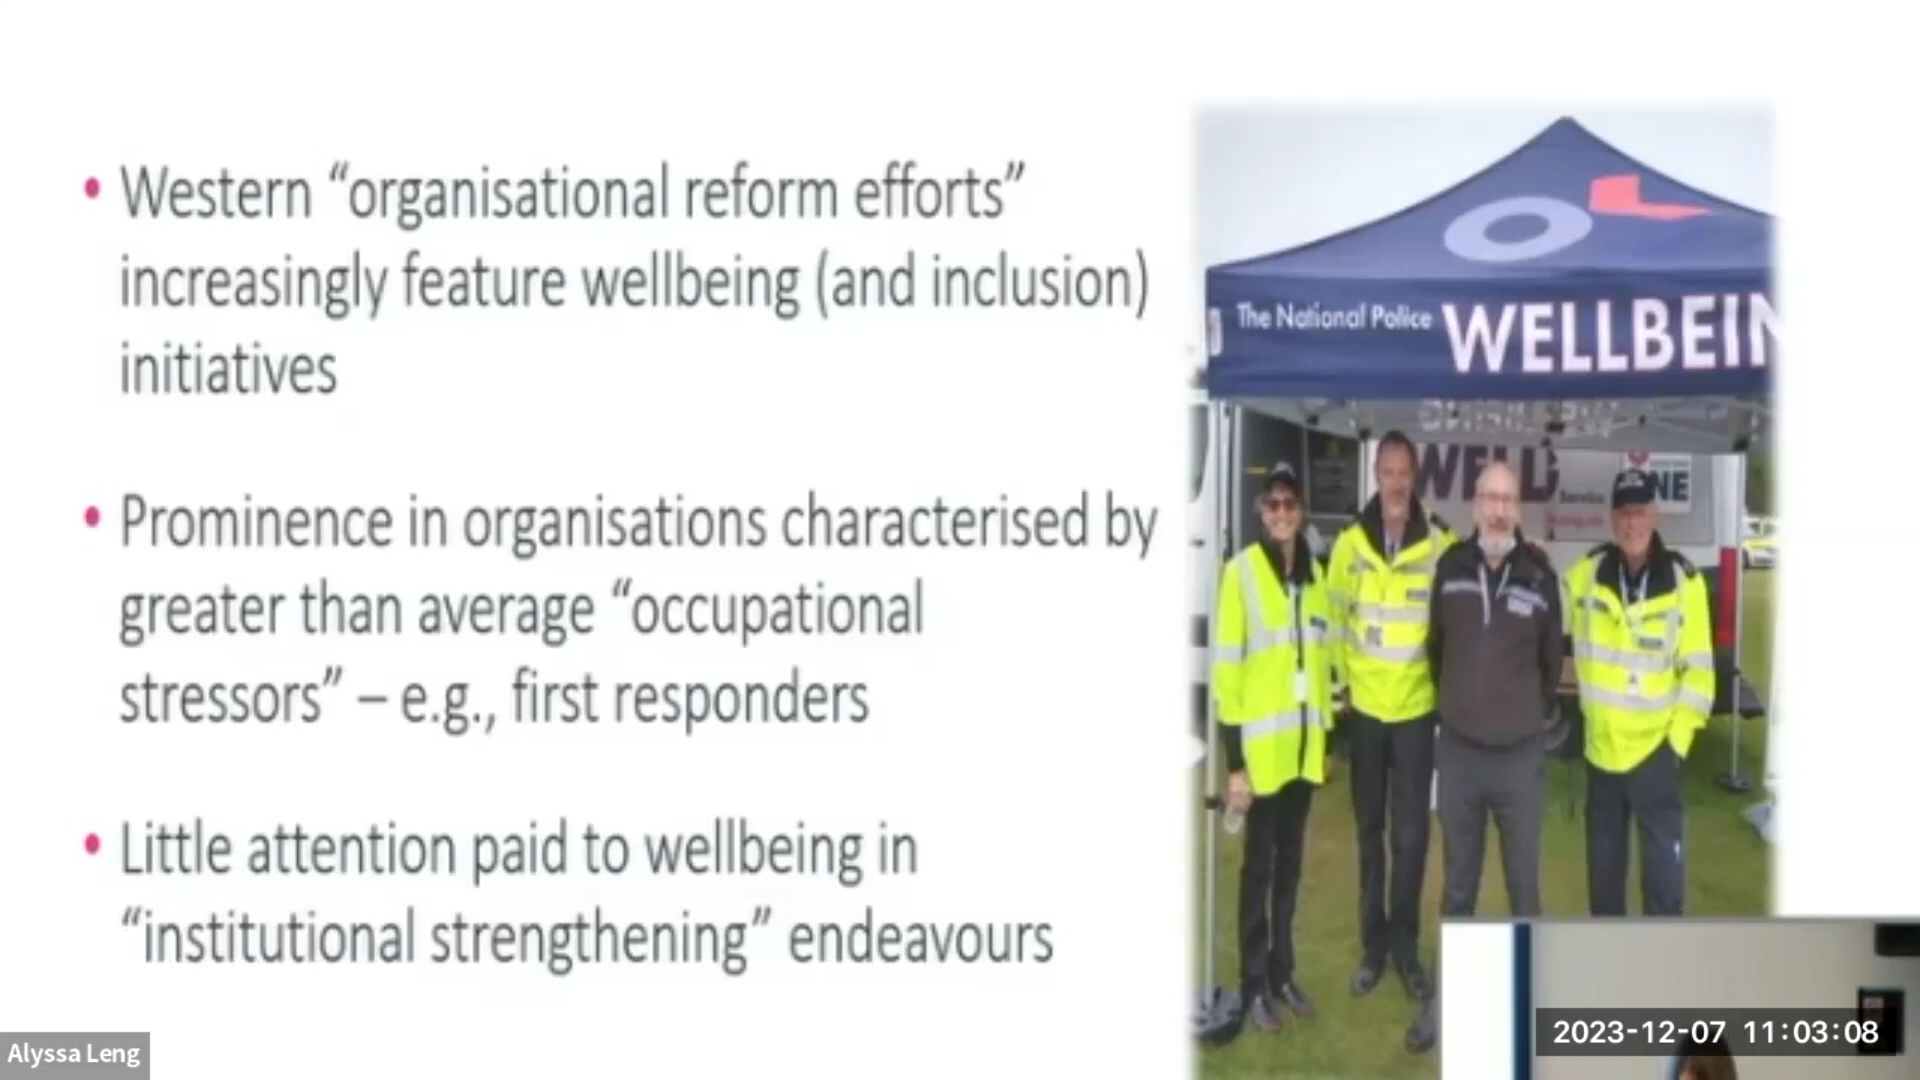 • Western “organisational reform efforts”
increasingly feature wellbeing (and inclusion)
initiatives
• Prominence in organisations characterised by
greater than average “occupational
stressors” – e.g., first responders
• Little attention paid to wellbeing in
“institutional strengthening” endeavours
The National Police WELLBEIN
Alyssa Leng
2023-12-07 11:03:08